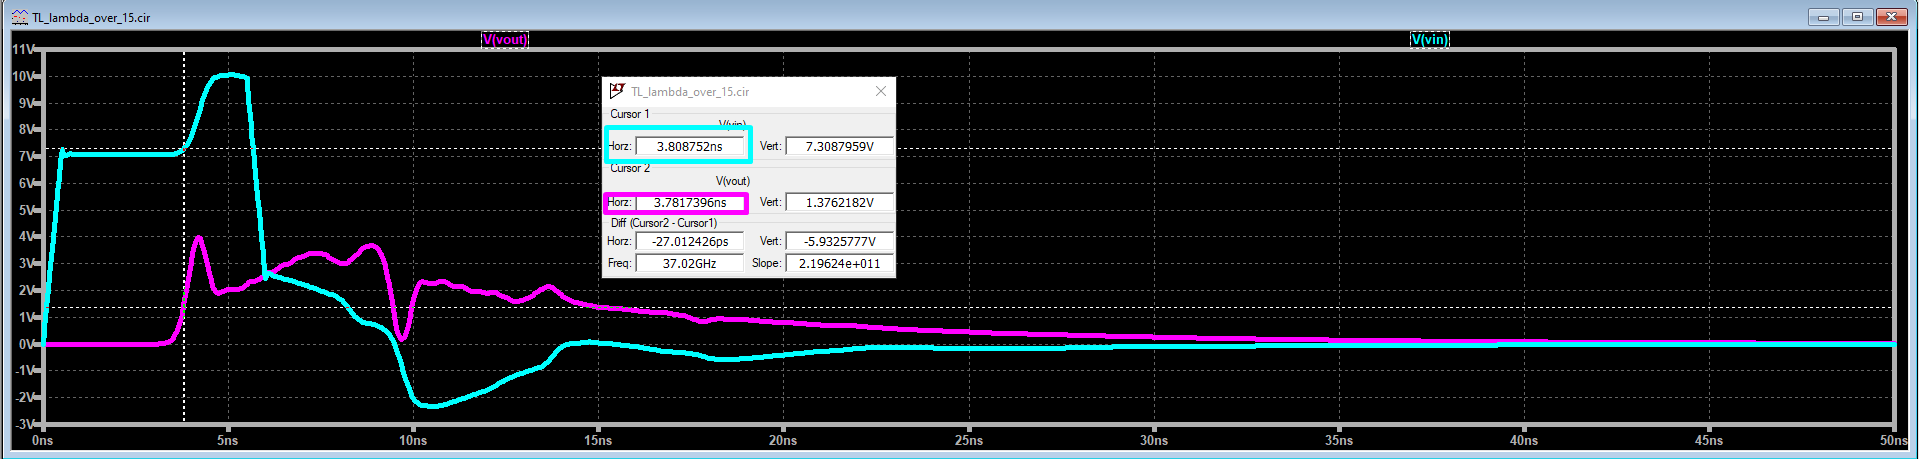 TL_lambda_over_15.cir
V(vout) V(vin)
11V
10V
9V
8V
7V
6V
5V
4V
3V
2V
1V
0V
-1V
-2V
-3V
0ns 5ns 10ns 15ns 20ns 25ns 30ns 35ns 40ns 45ns 50ns
TL_lambda_over_15.cir
Cursor 1
V(vin)
Horz: 3.808752ns Vert: 7.3087959V
Cursor 2
V(vout)
Horz: 3.7817396ns Vert: 1.3762182V
Diff (Cursor2 - Cursor1)
Horz: -27.012426ps Vert: -5.9325777V
Freq: 37.02GHz Slope: 2.19624e+011